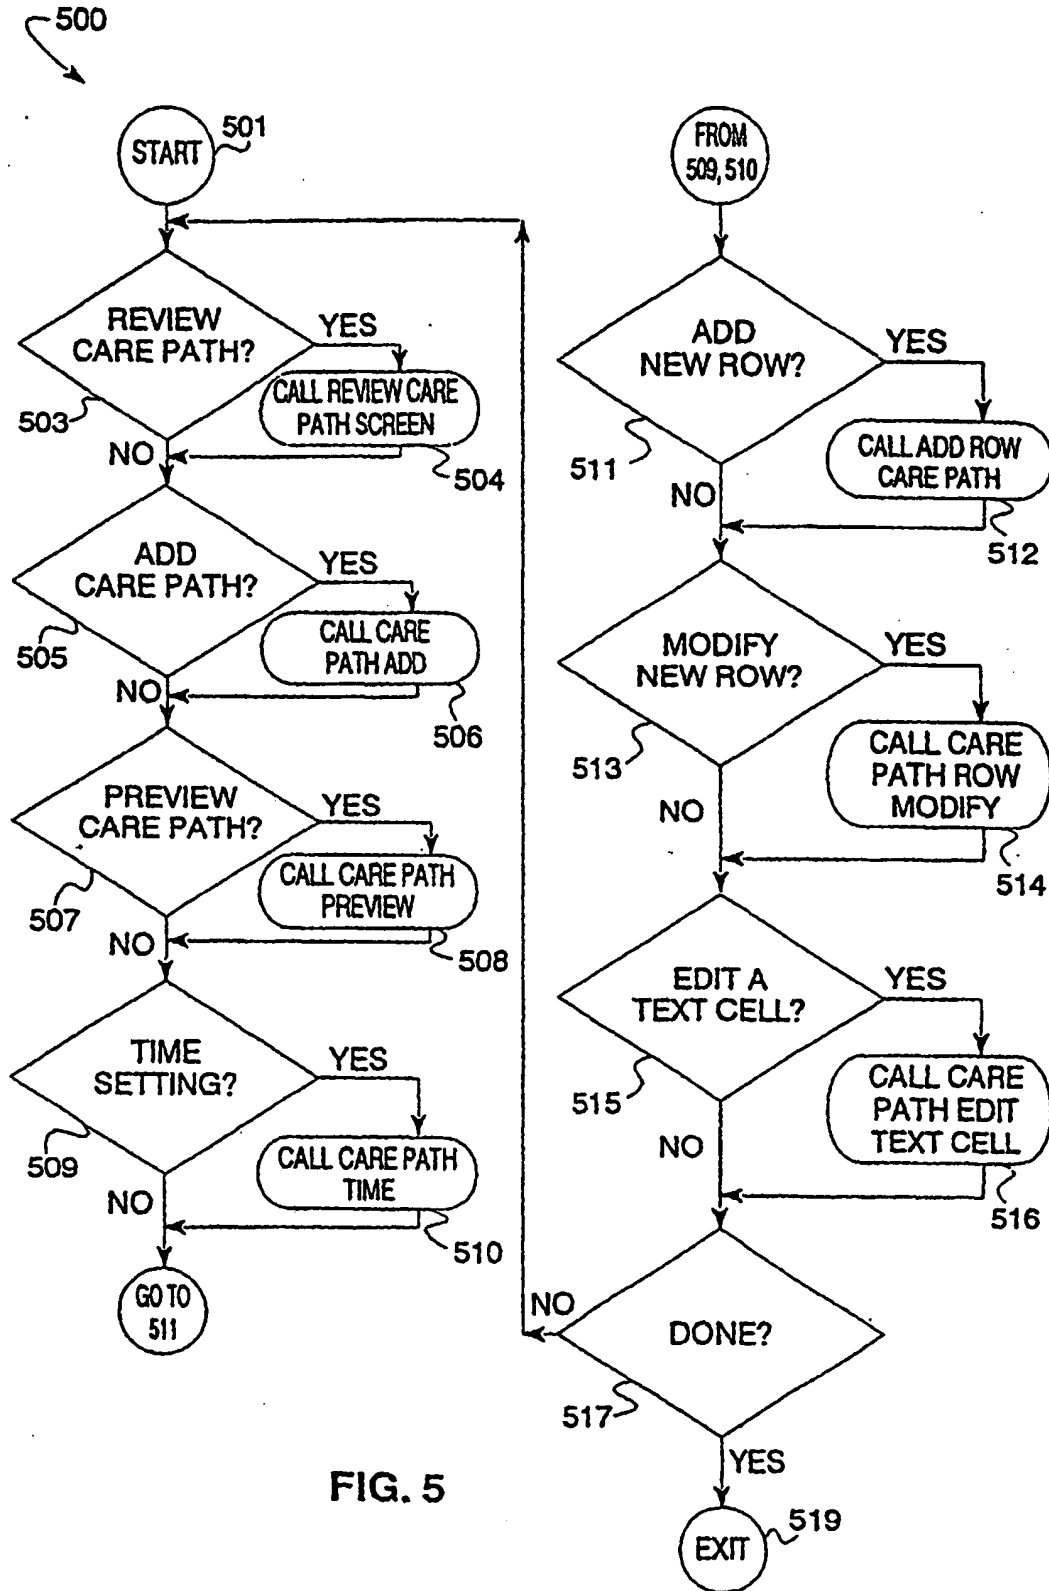 500
START
501
REVIEW
CARE PATH?
YES
503
CALL REVIEW CARE
PATH SCREEN
NO
504
ADD
CARE PATH?
YES
505
CALL CARE
PATH ADD
NO
506
PREVIEW
CARE PATH?
YES
507
CALL CARE PATH
PREVIEW
NO
508
TIME
SETTING?
YES
509
CALL CARE PATH
TIME
NO
510
GO TO
511
FROM
509, 510
ADD
NEW ROW?
YES
511
CALL ADD ROW
CARE PATH
NO
512
MODIFY
NEW ROW?
YES
513
CALL CARE
PATH ROW
MODIFY
NO
514
EDIT A
TEXT CELL?
YES
515
CALL CARE
PATH EDIT
TEXT CELL
NO
516
NO
DONE?
517
YES
EXIT
519
FIG. 5